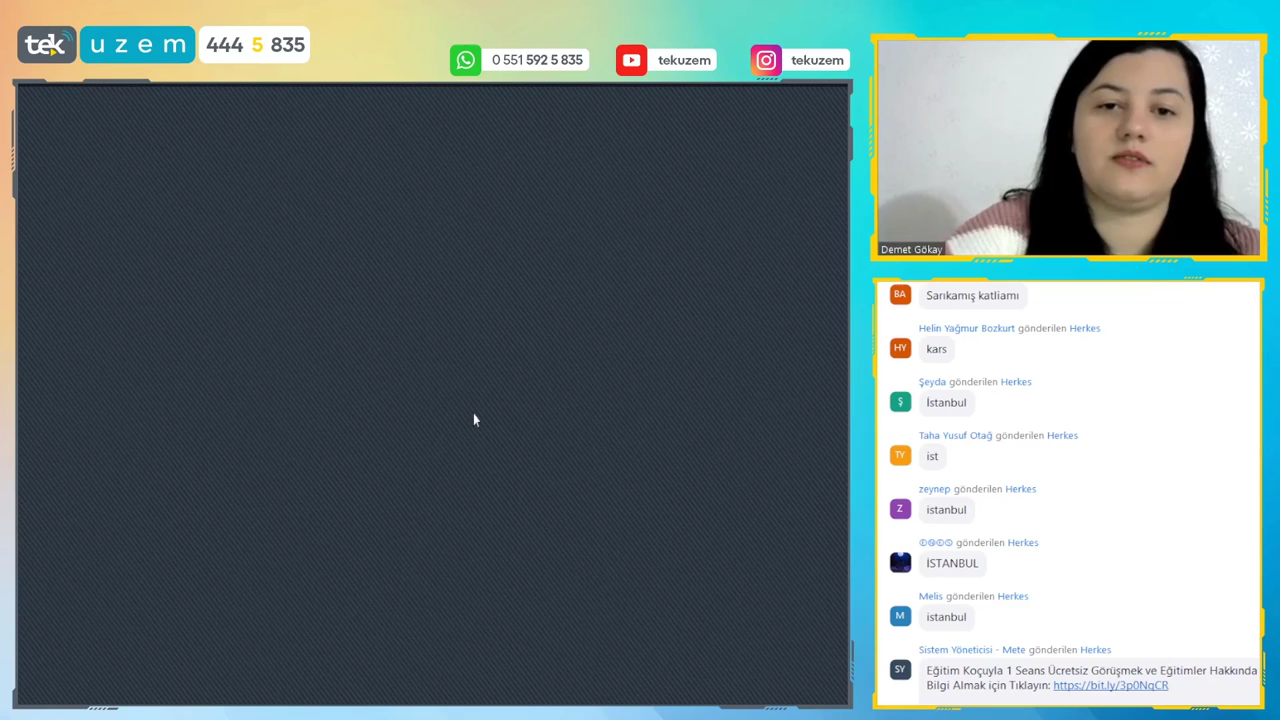 tek uzem 444 5 835
0 551 592 5 835
tekuzem
tekuzem
Demet Gökay
BA Sarıkamış katliamı
Helin Yağmur Bozkurt gönderilen Herkes
HY kars
Şeyda gönderilen Herkes
Ş İstanbul
Taha Yusuf Otağ gönderilen Herkes
TY ist
zeynep gönderilen Herkes
Z istanbul
gönderilen Herkes
İSTANBUL
Melis gönderilen Herkes
M istanbul
Sistem Yöneticisi - Mete gönderilen Herkes
SY Eğitim Koçuyla 1 Seans Ücretsiz Görüşmek ve Eğitimler Hakkında
Bilgi Almak için Tıklayın: https://bit.ly/3p0NqCR